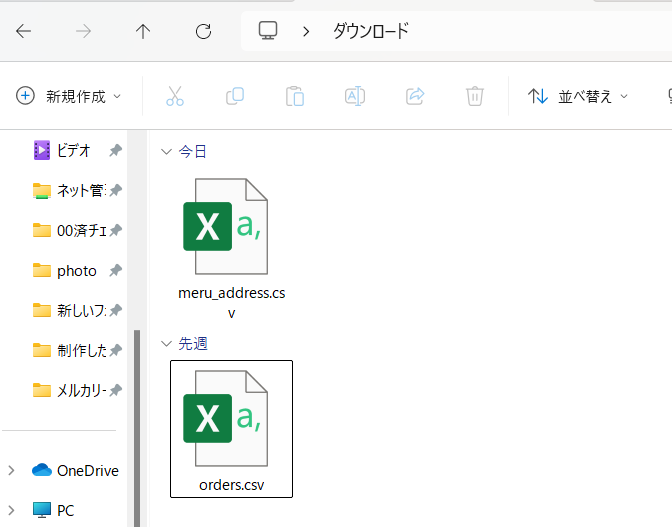 ダウンロード
新規作成
並べ替え
ビデオ
ネット管
00済チェ
photo
新しいフ
制作した
メルカリ
OneDrive
PC
今日
X a,
meru_address.cs
v
先週
X a,
orders.csv